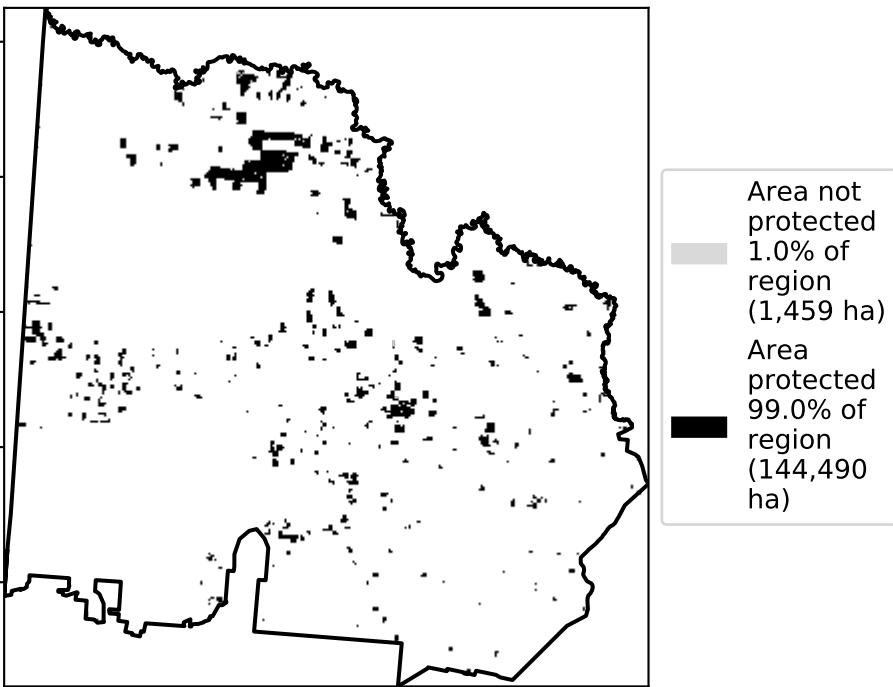 Area not
protected
1.0% of
region
(1,459 ha)
Area
protected
99.0% of
region
(144,490
ha)